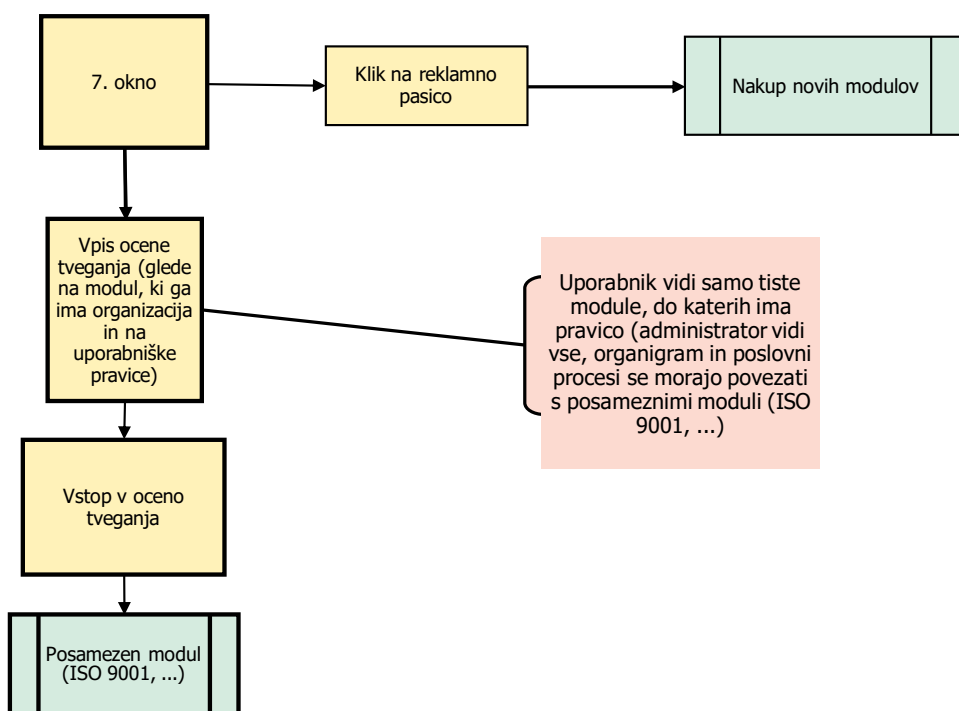 7. okno
Klik na reklamno
pasico
Nakup novih modulov
Vpis ocene
tveganja (glede
na modul, ki ga
ima organizacija
in na
uporabniške
pravice)
Uporabnik vidi samo tiste
module, do katerih ima
pravico (administrator vidi
vse, organigram in poslovni
procesi se morajo povezati
s posameznimi moduli (ISO
9001, ...)
Vstop v oceno
tveganja
Posamezen modul
(ISO 9001, ...)